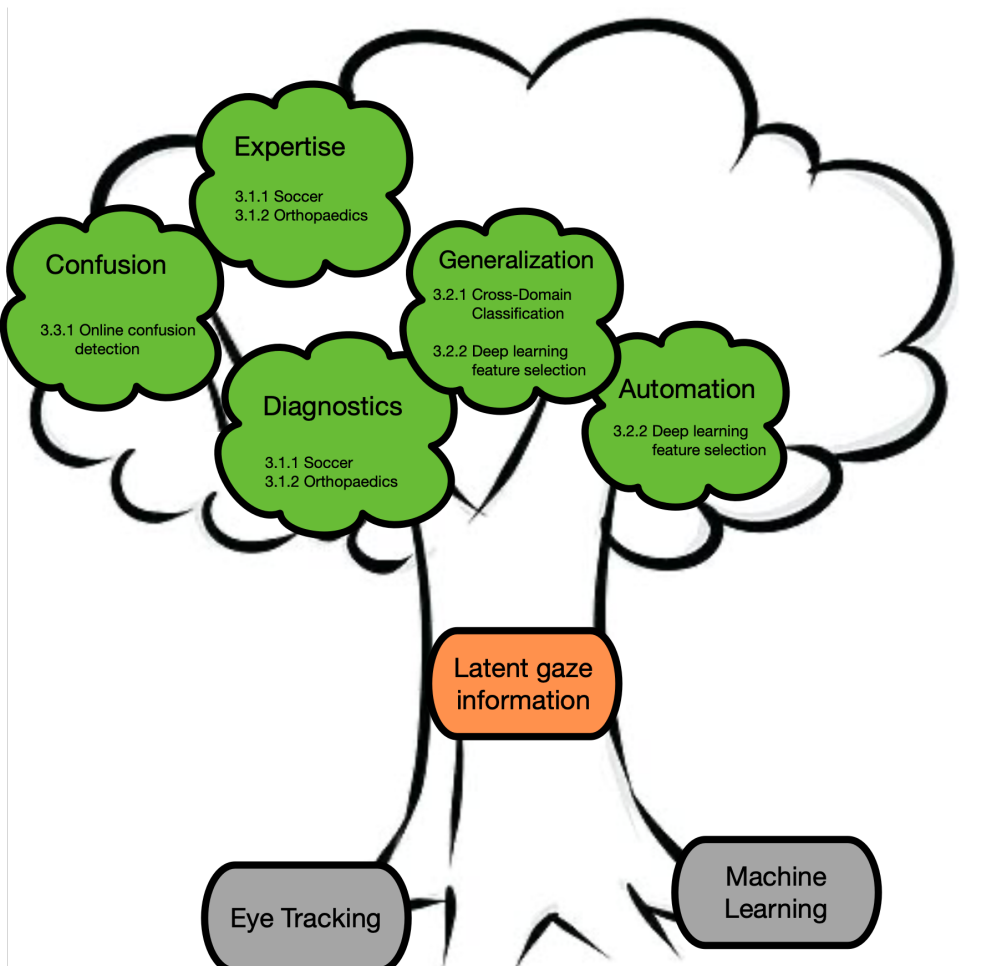 Expertise
3.1.1 Soccer
3.1.2 Orthopaedics
Confusion
3.3.1 Online confusion
detection
Generalization
3.2.1 Cross-Domain
Classification
3.2.2 Deep learning
feature selection
Diagnostics
3.1.1 Soccer
3.1.2 Orthopaedics
Automation
3.2.2 Deep learning
feature selection
Latent gaze
information
Eye Tracking
Machine
Learning